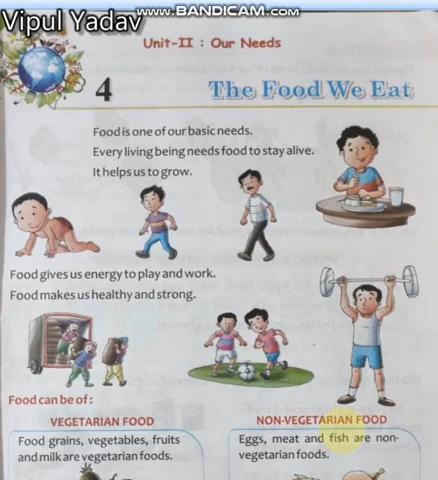 www.BANDICAM.com
Vipul Yadav
Unit-II : Our Needs
4
The Food We Eat
Food is one of our basic needs.
Every living being needs food to stay alive.
It helps us to grow.
Food gives us energy to play and work.
Food makes us healthy and strong.
Food can be of :
VEGETARIAN FOOD
Food grains, vegetables, fruits
and milk are vegetarian foods.
NON-VEGETARIAN FOOD
Eggs, meat and fish are non-
vegetarian foods.